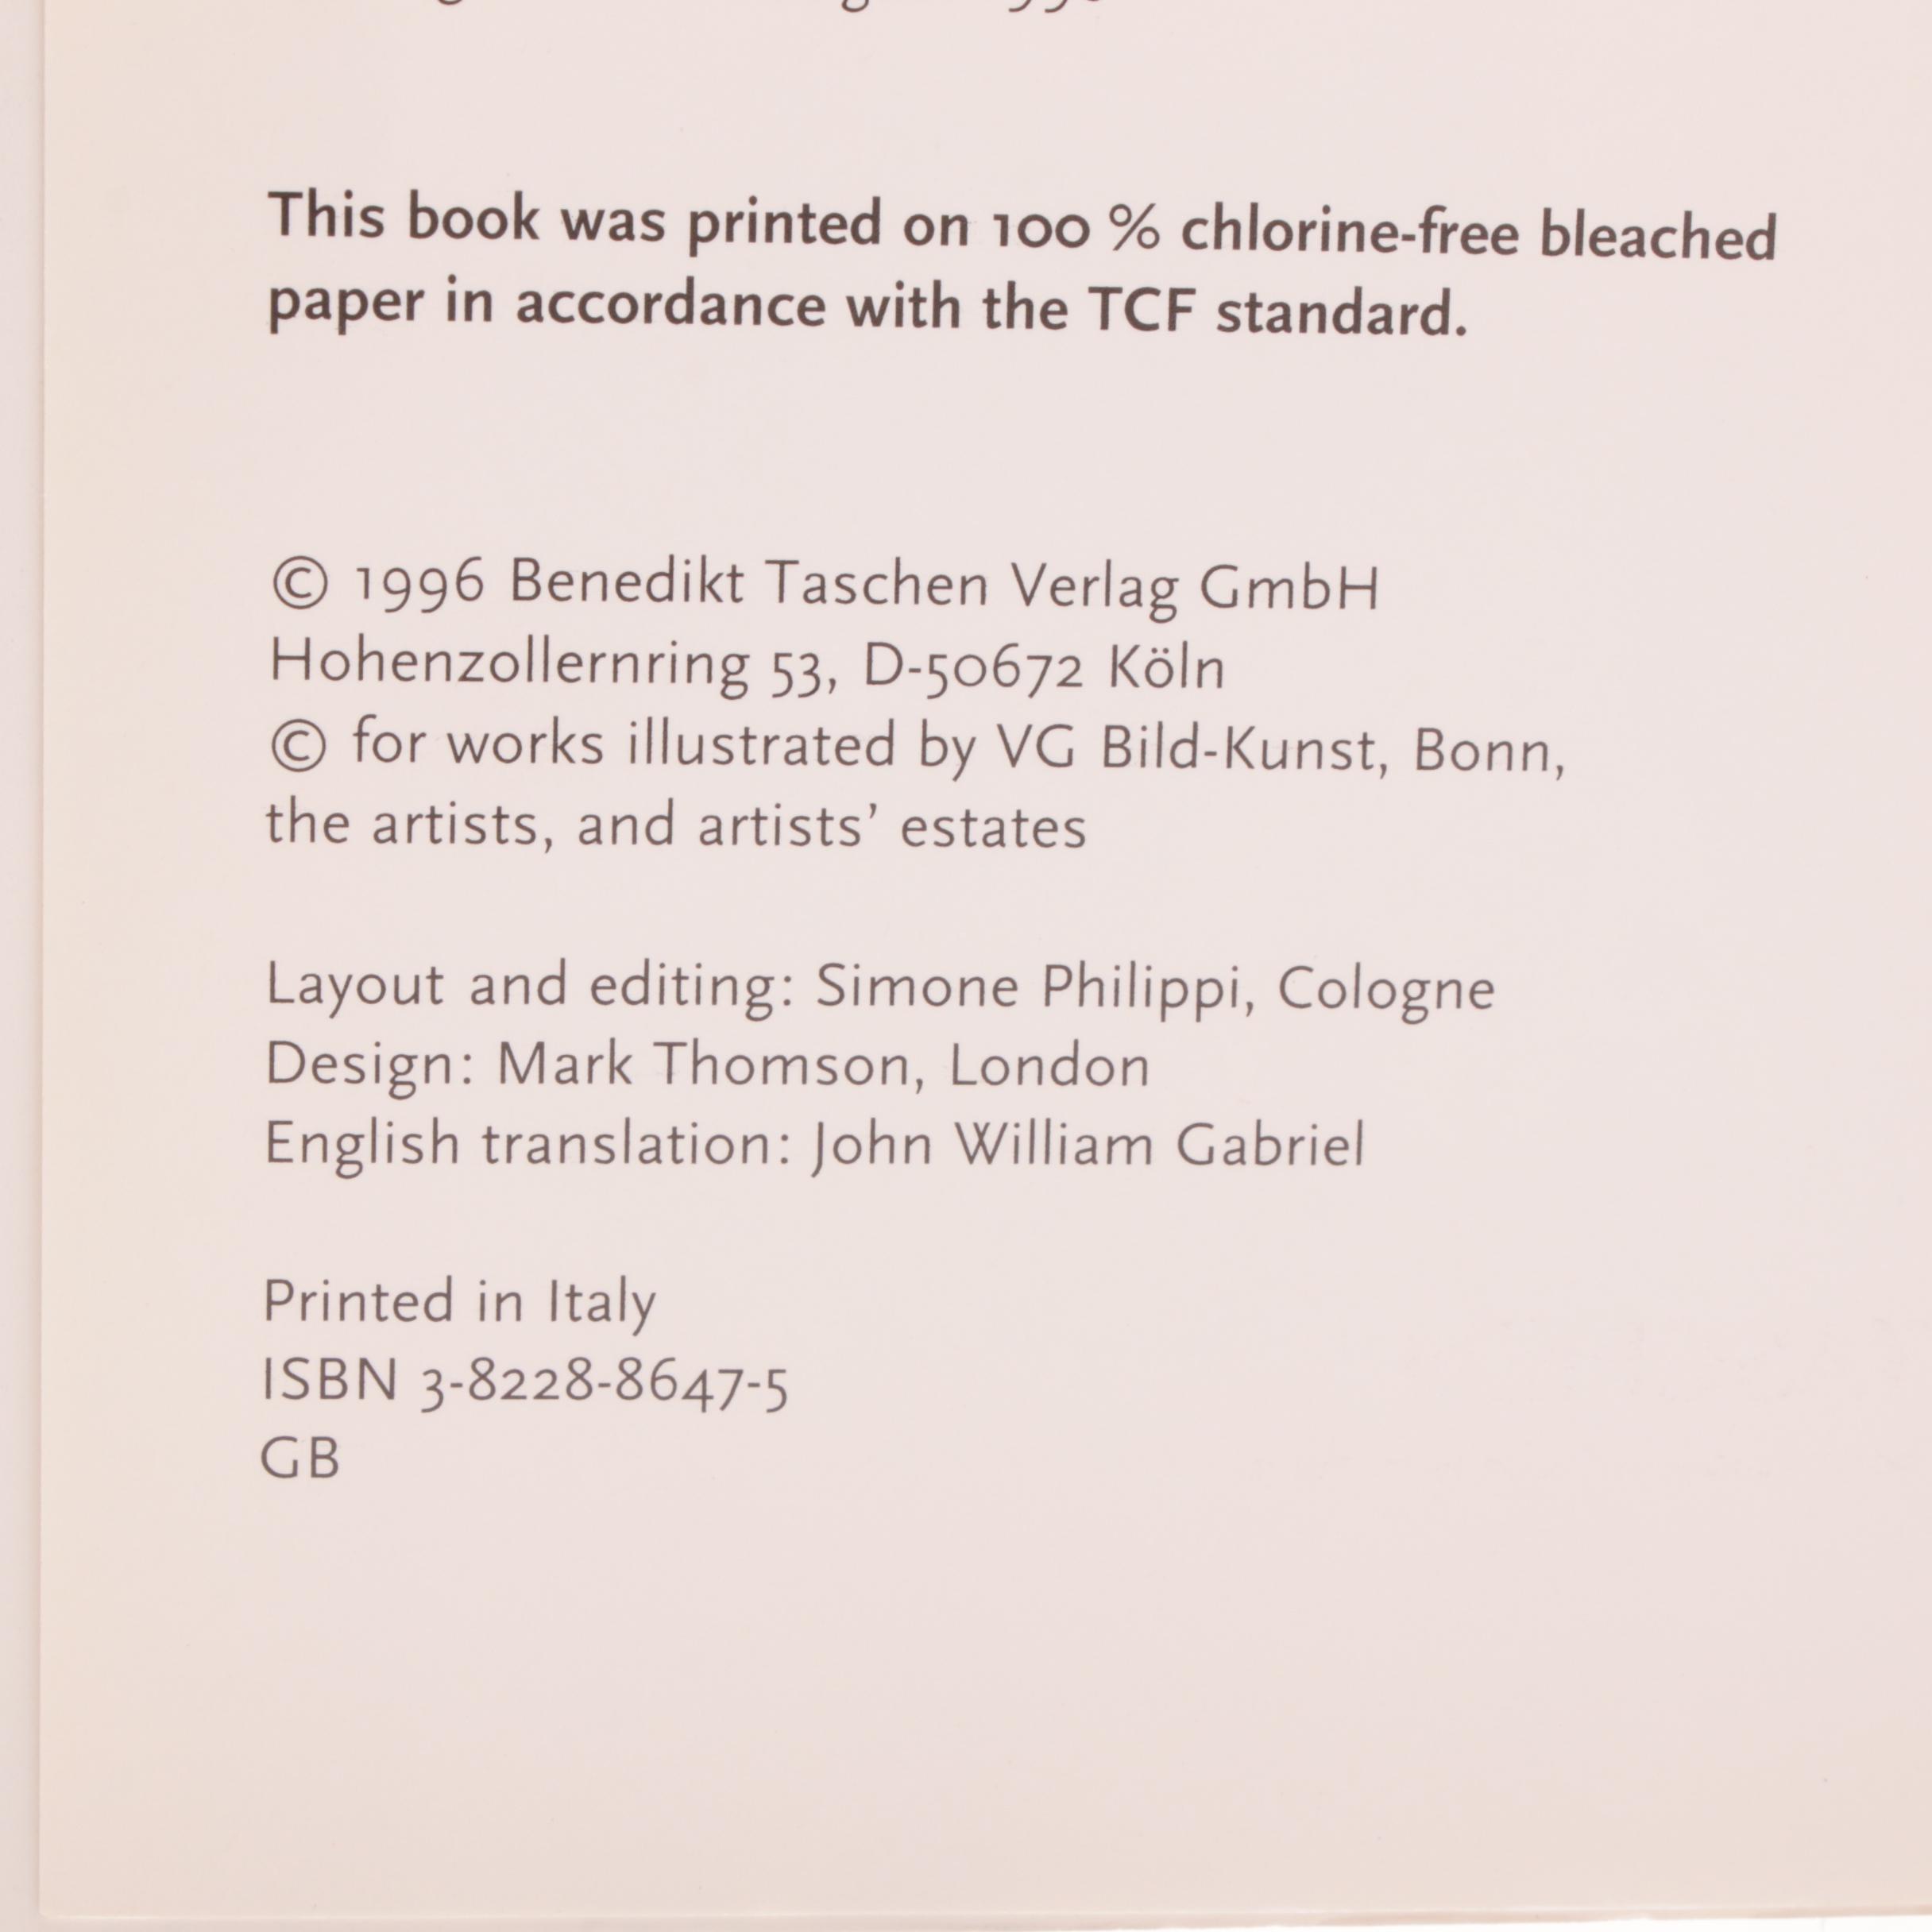 This book was printed on 100 % chlorine-free bleached
paper in accordance with the TCF standard.
© 1996 Benedikt Taschen Verlag GmbH
Hohenzollernring 53, D-50672 Köln
© for works illustrated by VG Bild-Kunst, Bonn,
the artists, and artists’ estates
Layout and editing: Simone Philippi, Cologne
Design: Mark Thomson, London
English translation: John William Gabriel
Printed in Italy
ISBN 3-8228-8647-5
GB